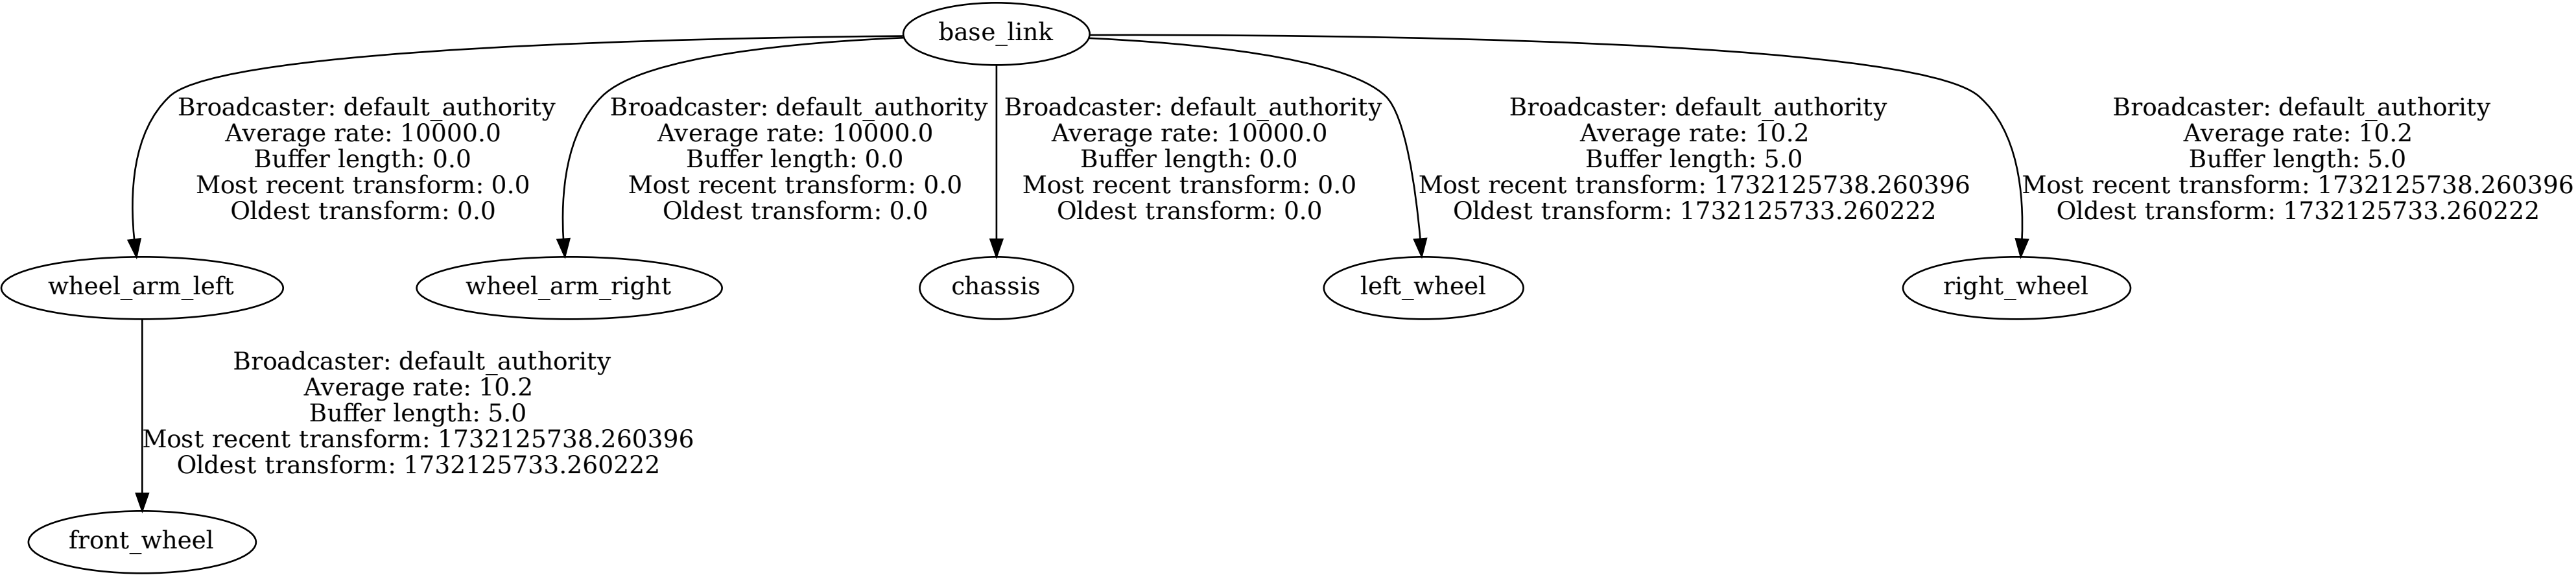 base_link
Broadcaster: default_authority
Average rate: 10000.0
Buffer length: 0.0
Most recent transform: 0.0
Oldest transform: 0.0
Broadcaster: default_authority
Average rate: 10000.0
Buffer length: 0.0
Most recent transform: 0.0
Oldest transform: 0.0
Broadcaster: default_authority
Average rate: 10000.0
Buffer length: 0.0
Most recent transform: 0.0
Oldest transform: 0.0
Broadcaster: default_authority
Average rate: 10.2
Buffer length: 5.0
Most recent transform: 1732125738.260396
Oldest transform: 1732125733.260222
Broadcaster: default_authority
Average rate: 10.2
Buffer length: 5.0
Most recent transform: 1732125738.260396
Oldest transform: 1732125733.260222
wheel_arm_left
wheel_arm_right
chassis
left_wheel
right_wheel
Broadcaster: default_authority
Average rate: 10.2
Buffer length: 5.0
Most recent transform: 1732125738.260396
Oldest transform: 1732125733.260222
front_wheel